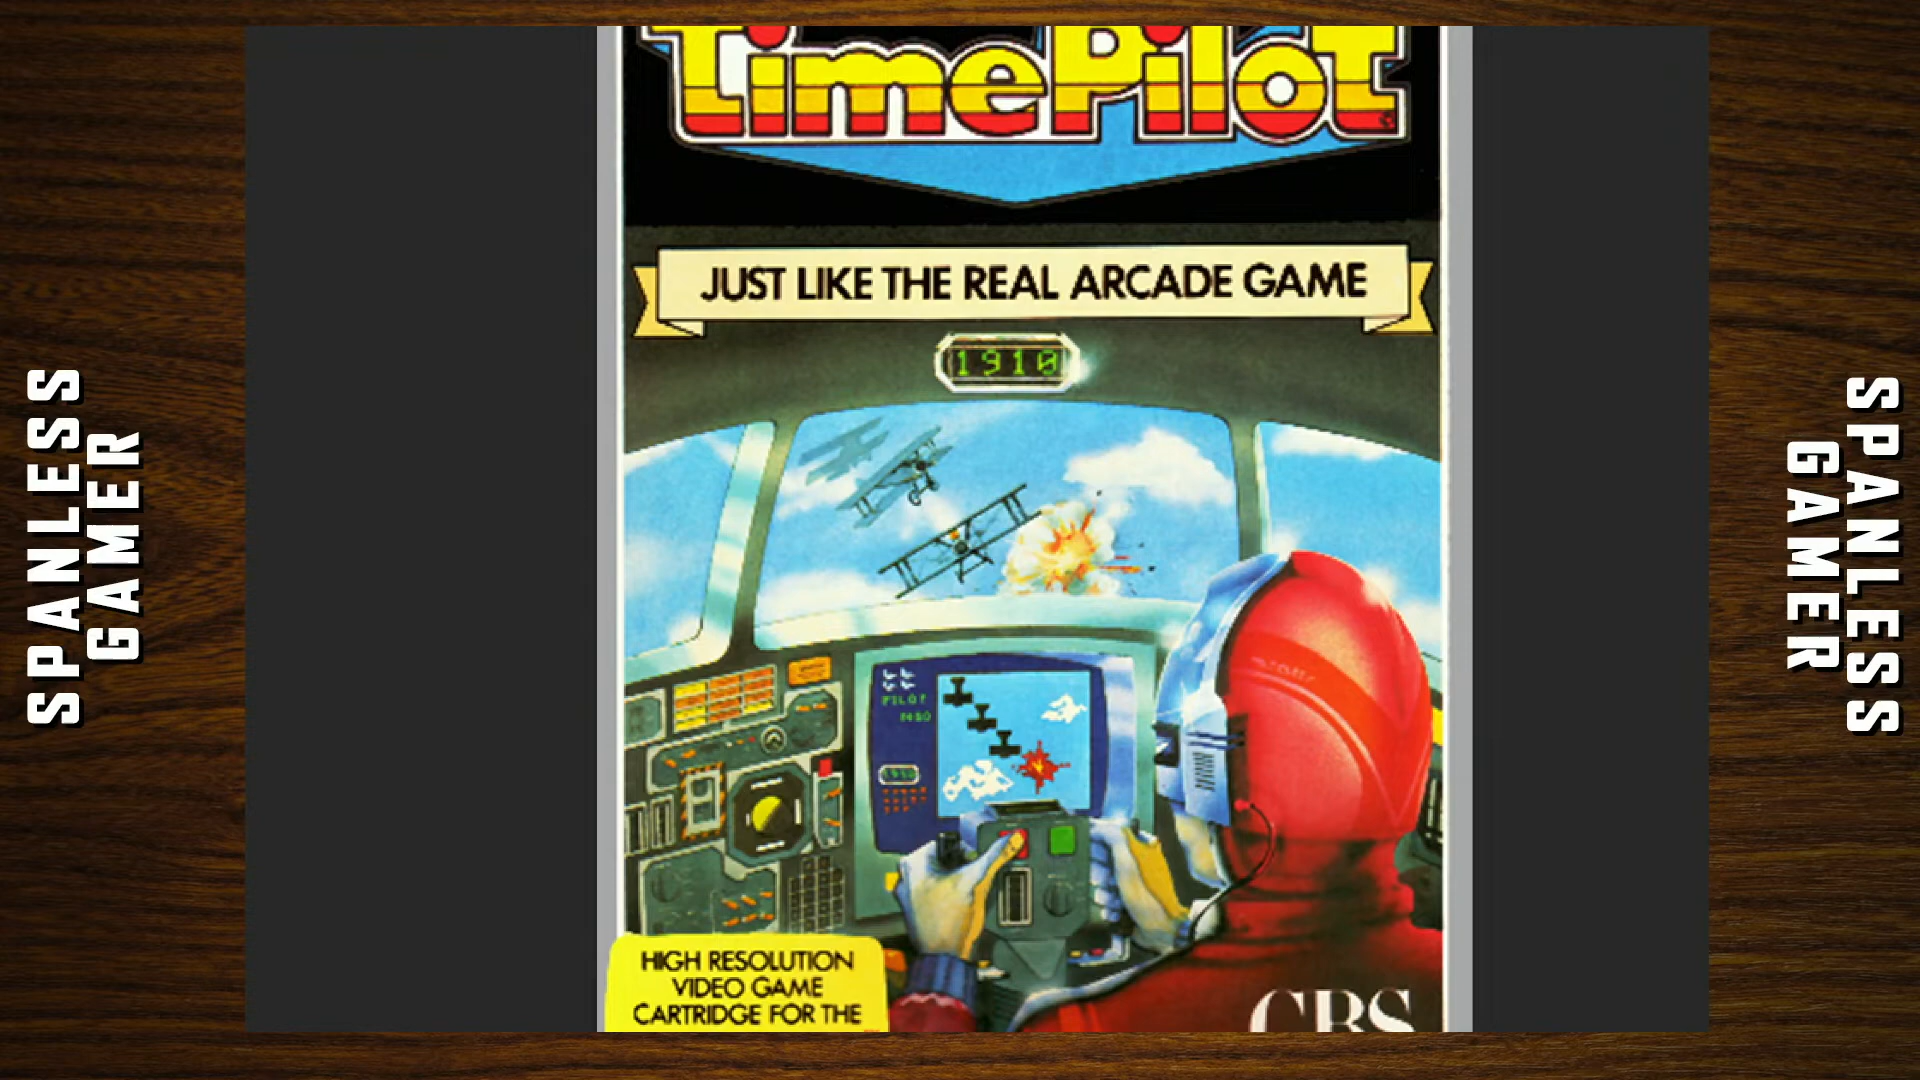 TimePilot
JUST LIKE THE REAL ARCADE GAME
1910
SPANLESS
GAMER
SPANLESS
GAMER
PILOT
HIGH RESOLUTION
VIDEO GAME
CARTRIDGE FOR THE
CBS